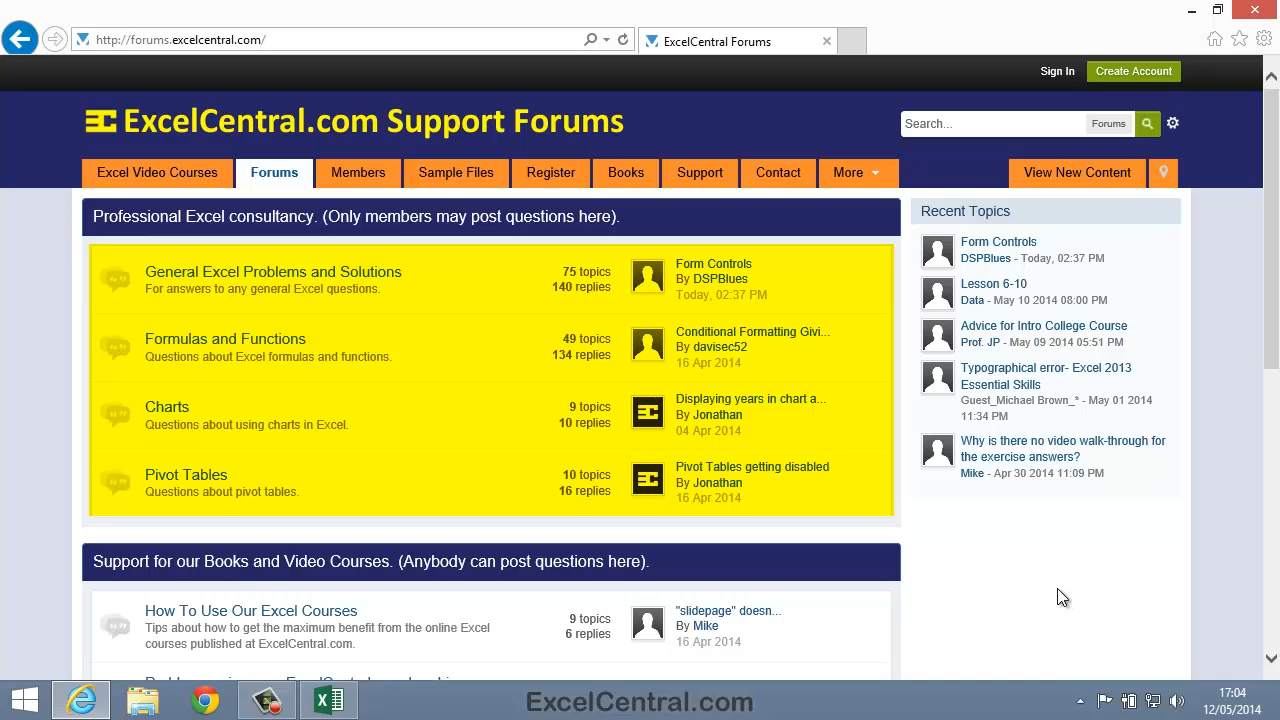 http://forums.excelcentral.com/
ExcelCentral Forums
Sign In
Create Account
ExcelCentral.com Support Forums
Search...
Forums
Excel Video Courses
Forums
Members
Sample Files
Register
Books
Support
Contact
More
View New Content
Professional Excel consultancy. (Only members may post questions here).
General Excel Problems and Solutions
For answers to any general Excel questions.
75 topics
140 replies
Form Controls
By DSPBlues
Today, 02:37 PM
Formulas and Functions
Questions about Excel formulas and functions.
49 topics
134 replies
Conditional Formatting Givi...
By davisec52
16 Apr 2014
Charts
Questions about using charts in Excel.
9 topics
10 replies
Displaying years in chart a...
By Jonathan
04 Apr 2014
Pivot Tables
Questions about pivot tables.
10 topics
16 replies
Pivot Tables getting disabled
By Jonathan
16 Apr 2014
Recent Topics
Form Controls
DSPBlues - Today, 02:37 PM
Lesson 6-10
Data - May 10 2014 08:00 PM
Advice for Intro College Course
Prof. JP - May 09 2014 05:51 PM
Typographical error- Excel 2013
Essential Skills
Guest_Michael Brown_* - May 01 2014
11:34 PM
Why is there no video walk-through for
the exercise answers?
Mike - Apr 30 2014 11:09 PM
Support for our Books and Video Courses. (Anybody can post questions here).
How To Use Our Excel Courses
Tips about how to get the maximum benefit from the online Excel
courses published at ExcelCentral.com.
9 topics
6 replies
"slidepage" doesn...
By Mike
16 Apr 2014
ExcelCentral.com
17:04
12/05/2014